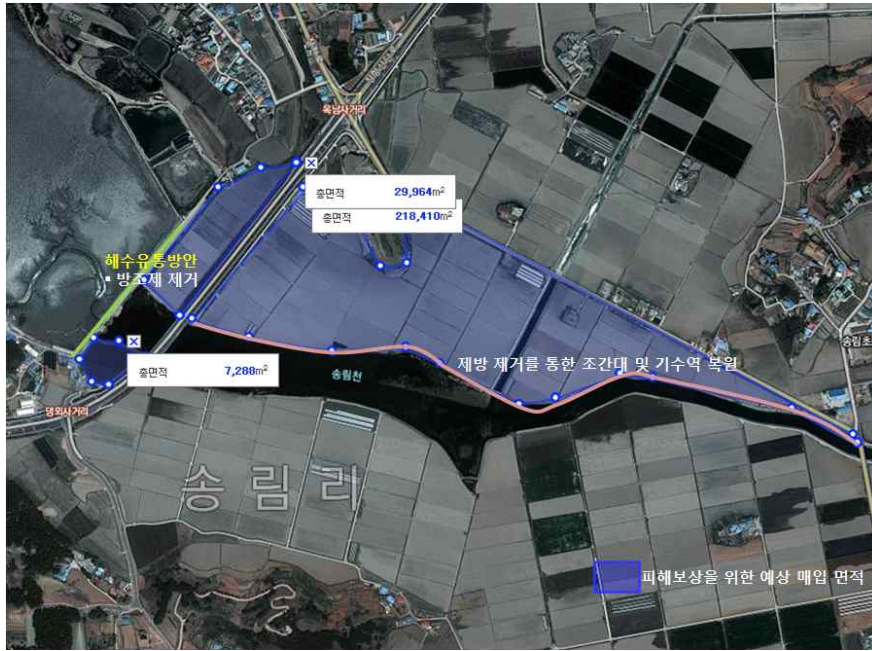 옥남사거리
총면적 29,964m²
총면적 218,410m²
해수유통방안
▪ 방조제 제거
총면적 7,288m²
제방 제거를 통한 조간대 및 기수역 복원
송림천
송림초
댕외사거리
송림리
피해보상을 위한 예상 매입 면적